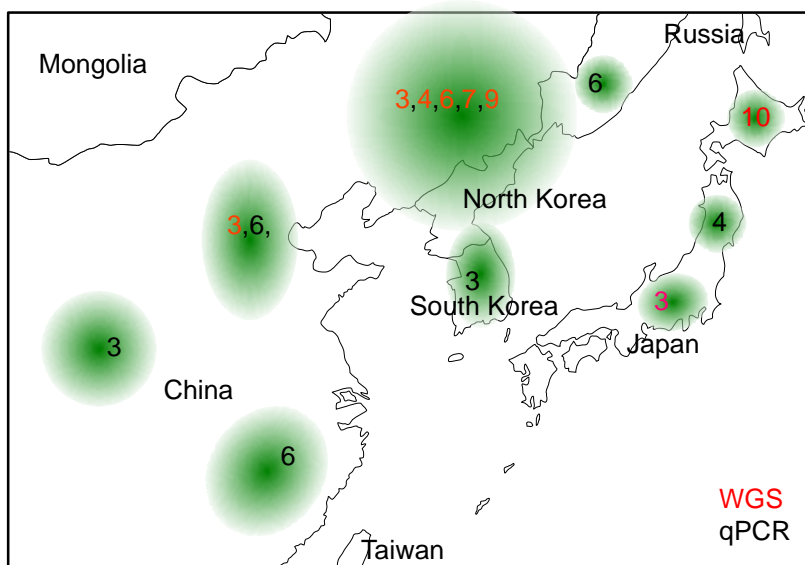 Russia
Mongolia
6
3,4,6,7,9
10
North Korea
4
3,6,
3
3
South Korea
Japan
3
China
6
WGS
qPCR
Taiwan